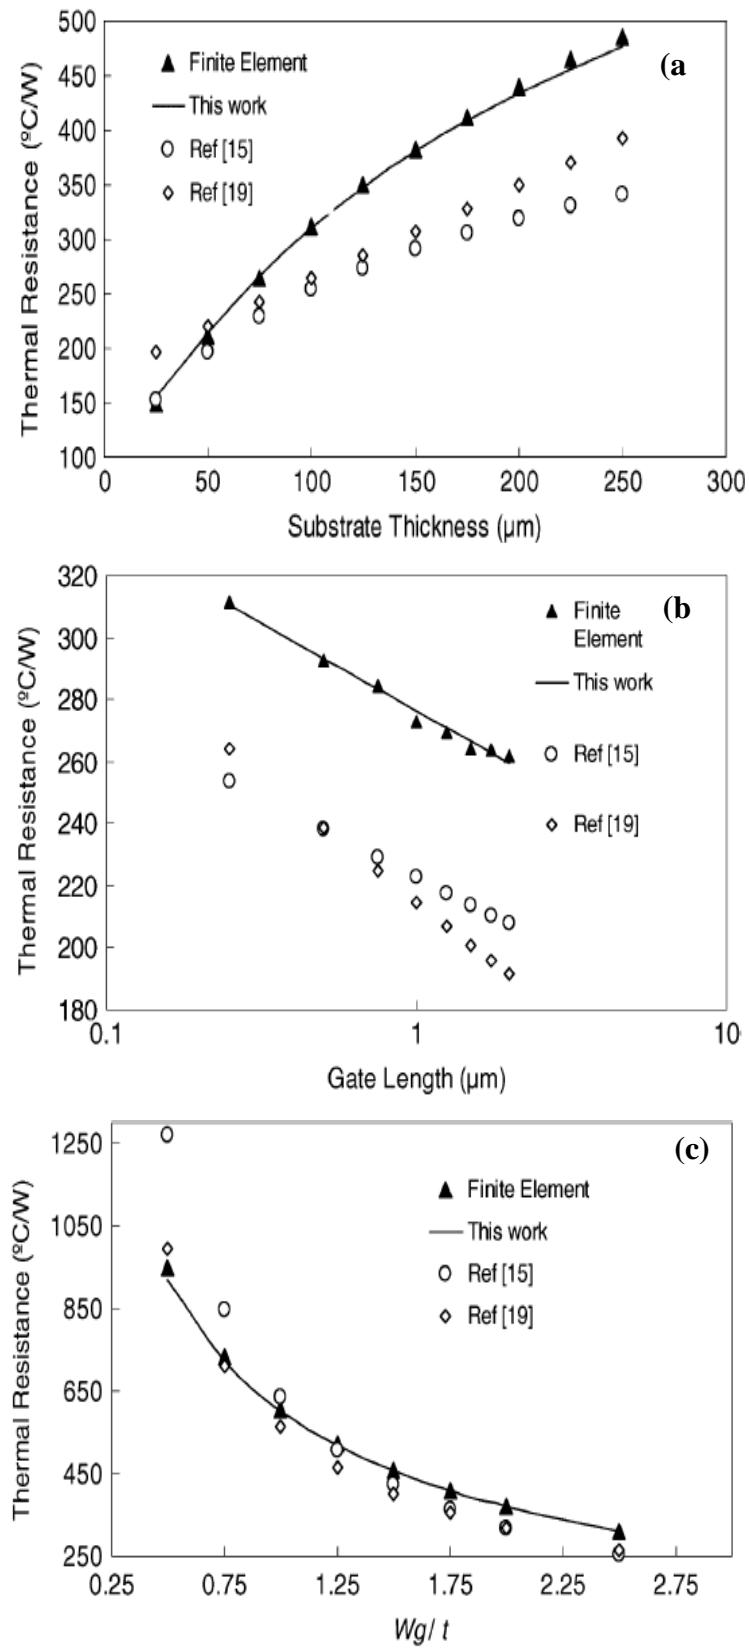 500
450
400
350
300
250
200
150
100
0
50
100
150
200
250
300
Thermal Resistance (ºC/W)
Substrate Thickness (µm)
Finite Element
This work
Ref [15]
Ref [19]
(a
320
300
280
260
240
220
200
180
0.1
1
10
Thermal Resistance (ºC/W)
Gate Length (µm)
Finite
Element
This work
Ref [15]
Ref [19]
(b)
1250
1050
850
650
450
250
0.25
0.75
1.25
1.75
2.25
2.75
Thermal Resistance (ºC/W)
Wg/ t
Finite Element
This work
Ref [15]
Ref [19]
(c)